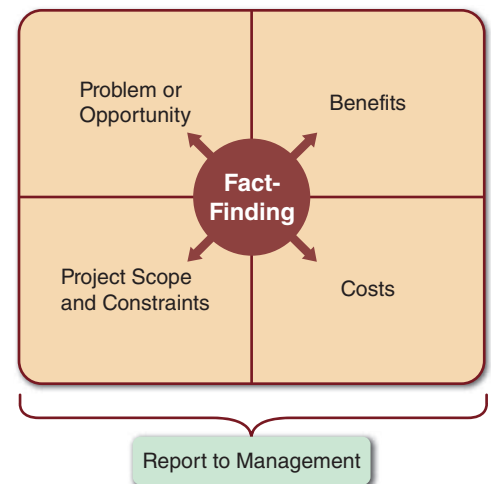 Problem or
Opportunity
Benefits
Fact-
Finding
Project Scope
and Constraints
Costs
Report to Management